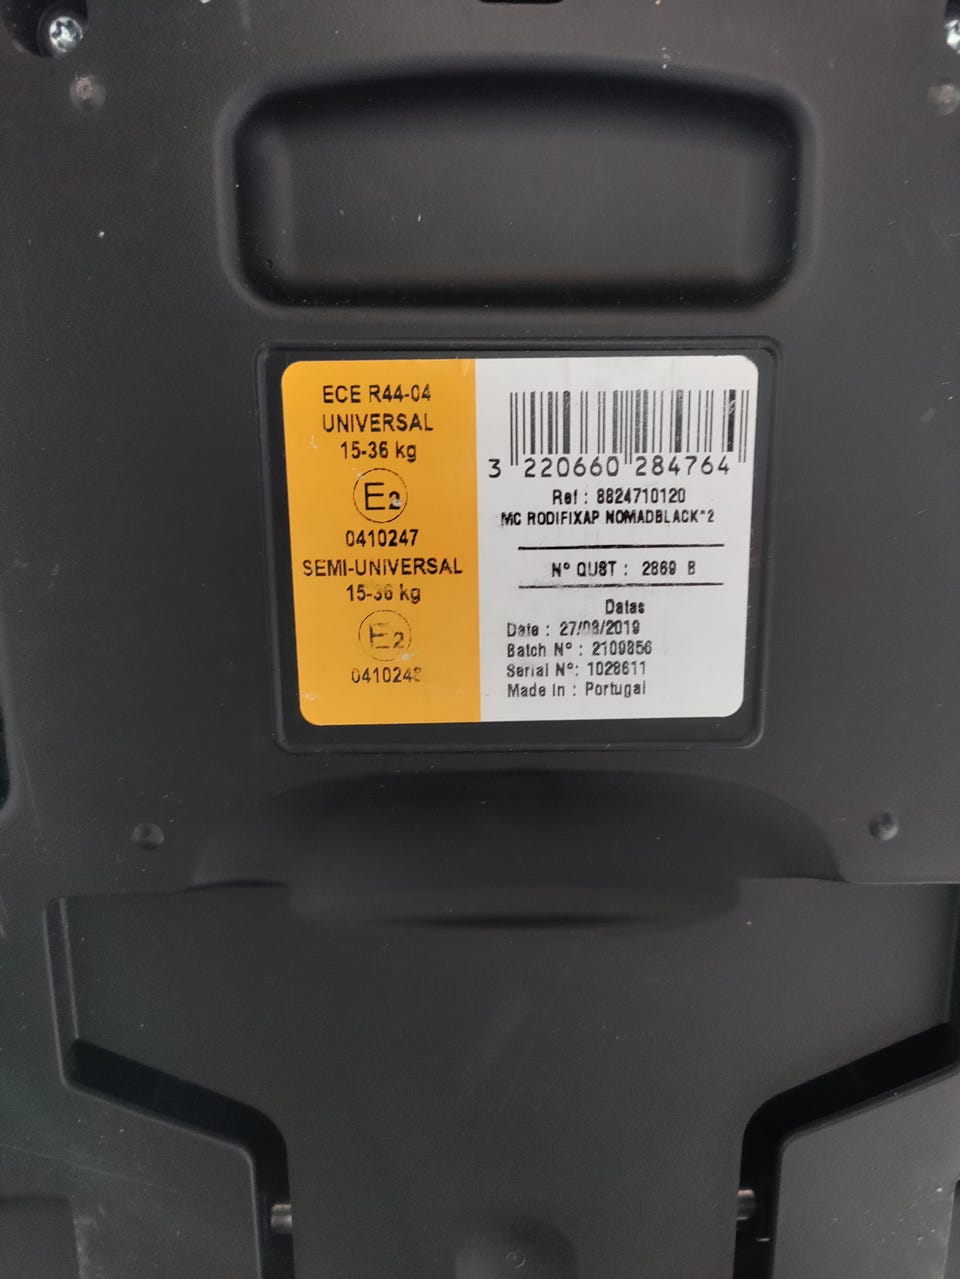 ECE R44-04
UNIVERSAL
15-36 kg
E2
0410247
SEMI-UNIVERSAL
15-36 kg
E2
3 220660 284764
Ref : 8824710120
MC RODIFIXAP NOMADBLACK*2
N° QUST : 2869 B
Datas
Date : 27/08/2019
Batch N° : 2109856
Serial N°: 1028611
Made in : Portugal